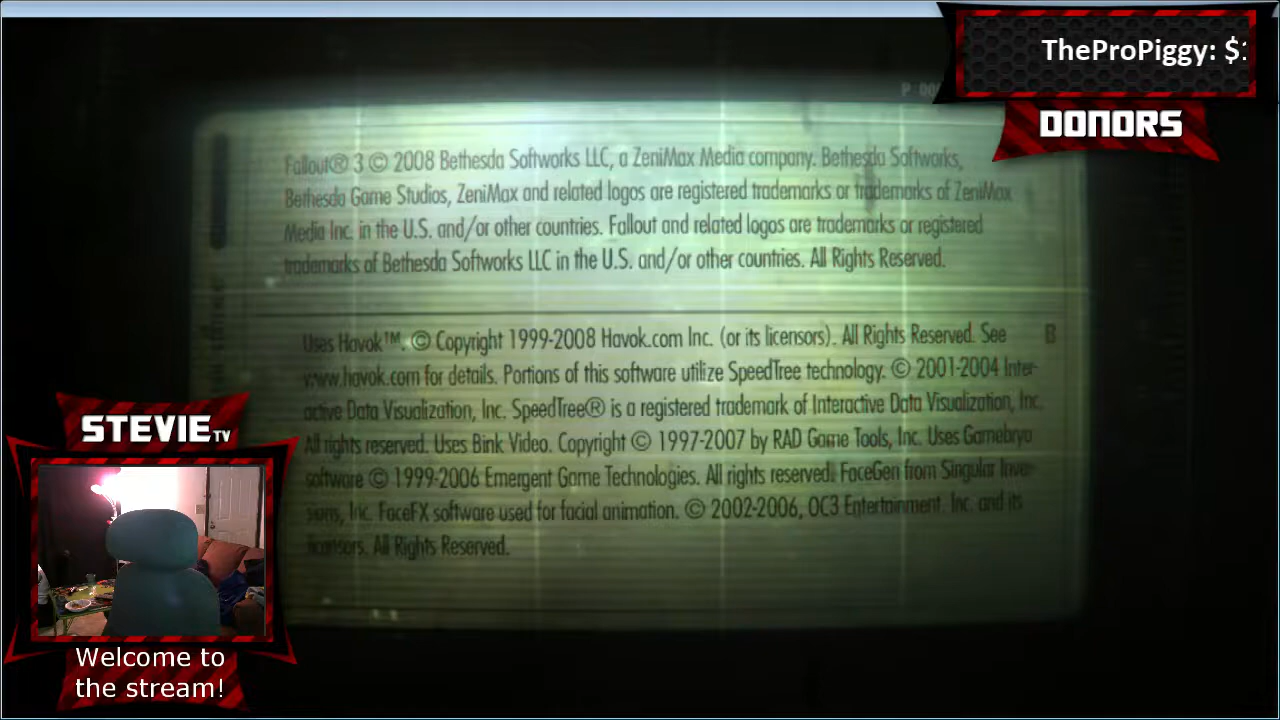 TheProPiggy: $
DONORS
Fallout® 3 © 2008 Bethesda Softworks LLC, a ZeniMax Media company. Bethesda Softworks,
Bethesda Game Studios, ZeniMax and related logos are registered trademarks or trademarks of ZeniMax
Media Inc. in the U.S. and/or other countries. Fallout and related logos are trademarks or registered
trademarks of Bethesda Softworks LLC in the U.S. and/or other countries. All Rights Reserved.
Uses Havok™. © Copyright 1999-2008 Havok.com Inc. (or its licensors). All Rights Reserved. See
www.havok.com for details. Portions of this software utilize SpeedTree technology. © 2001-2004 Inter-
active Data Visualization, Inc. SpeedTree® is a registered trademark of Interactive Data Visualization, Inc.
All rights reserved. Uses Bink Video. Copyright © 1997-2007 by RAD Game Tools, Inc. Uses Gamebryo
software © 1999-2006 Emergent Game Technologies. All rights reserved. FaceGen from Singular Inver-
sions, Inc. FaceFX software used for facial animation. © 2002-2006, OC3 Entertainment, Inc. and its
licensors. All Rights Reserved.
B
STEVIE TV
Welcome to
the stream!